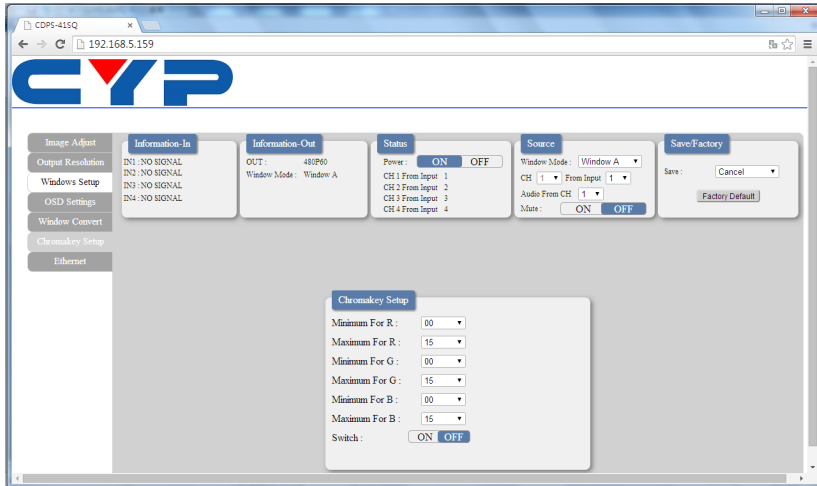 CDPS-41SQ
192.168.5.159
CYP
Image Adjust
Output Resolution
Windows Setup
OSD Settings
Window Convert
Chromakey Setup
Ethernet
Information-In
IN1 : NO SIGNAL
IN2 : NO SIGNAL
IN3 : NO SIGNAL
IN4 : NO SIGNAL
Information-Out
OUT : 480P60
Window Mode : Window A
Status
Power : ON OFF
CH 1 From Input 1
CH 2 From Input 2
CH 3 From Input 3
CH 4 From Input 4
Source
Window Mode : Window A
CH 1 From Input 1
Audio From CH 1
Mute : ON OFF
Save/Factory
Save : Cancel
Factory Default
Chromakey Setup
Minimum For R : 00
Maximum For R : 15
Minimum For G : 00
Maximum For G : 15
Minimum For B : 00
Maximum For B : 15
Switch : ON OFF